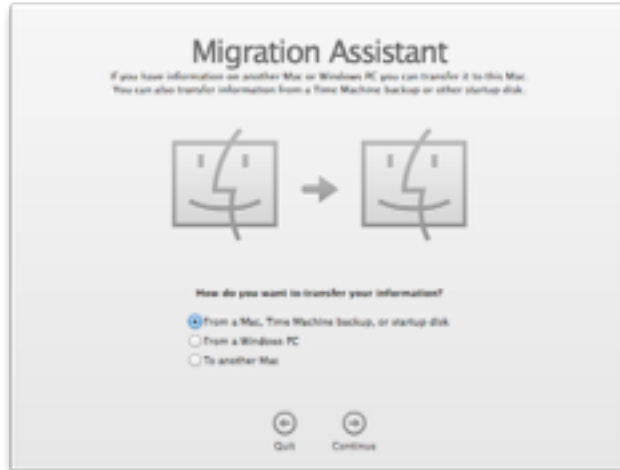 Migration Assistant
If you have information on another Mac or Windows PC you can transfer it to this Mac.
You can also transfer information from a Time Machine backup or other startup disk.
How do you want to transfer your information?
From a Mac, Time Machine backup, or startup disk
From a Windows PC
To another Mac
Quit
Continue